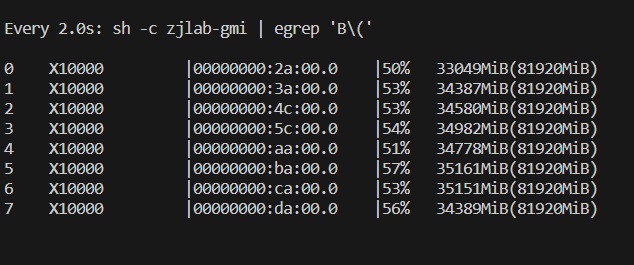 Every 2.0s: sh -c zjlab-gmi | egrep 'B\('
0 X10000 |00000000:2a:00.0 |50% 33049MiB(81920MiB)
1 X10000 |00000000:3a:00.0 |53% 34387MiB(81920MiB)
2 X10000 |00000000:4c:00.0 |53% 34580MiB(81920MiB)
3 X10000 |00000000:5c:00.0 |54% 34982MiB(81920MiB)
4 X10000 |00000000:aa:00.0 |51% 34778MiB(81920MiB)
5 X10000 |00000000:ba:00.0 |57% 35161MiB(81920MiB)
6 X10000 |00000000:ca:00.0 |53% 35151MiB(81920MiB)
7 X10000 |00000000:da:00.0 |56% 34389MiB(81920MiB)